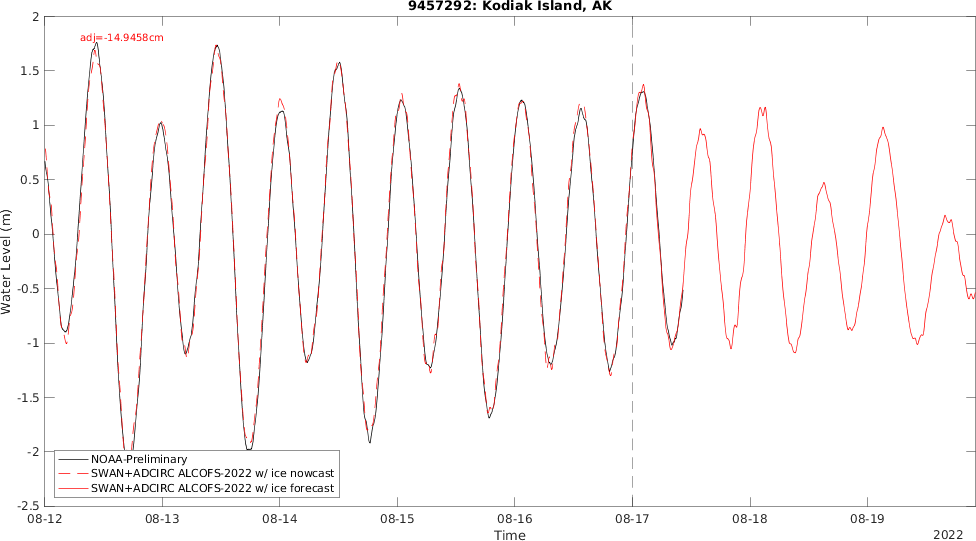 9457292: Kodiak Island, AK
adj=-14.9458cm
2
1.5
1
0.5
0
-0.5
-1
-1.5
-2
-2.5
Water Level (m)
NOAA-Preliminary
SWAN+ADCIRC ALCOFS-2022 w/ ice nowcast
SWAN+ADCIRC ALCOFS-2022 w/ ice forecast
08-12 08-13 08-14 08-15 08-16 08-17 08-18 08-19
Time
2022